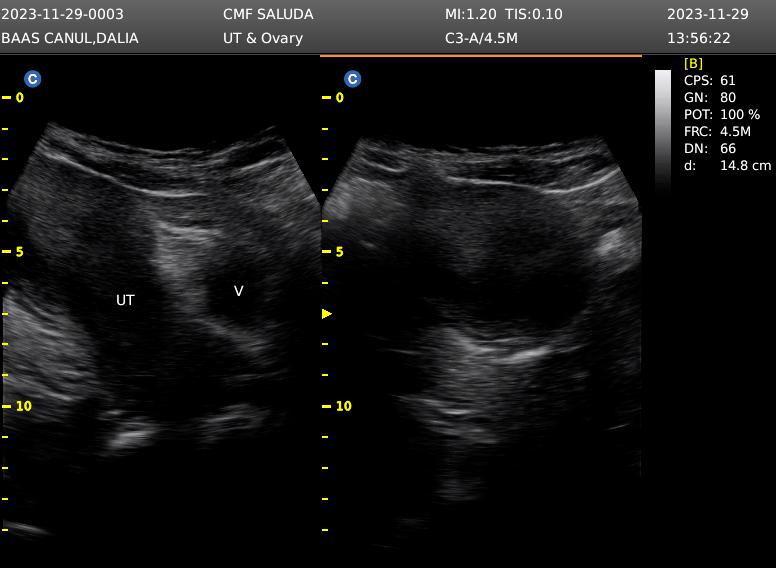 2023-11-29-0003 CMF SALUDA MI:1.20 TIS:0.10 2023-11-29
BAAS CANUL,DALIA UT & Ovary C3-A/4.5M 13:56:22
[B]
CPS: 61
GN: 80
POT: 100 %
FRC: 4.5M
DN: 66
d: 14.8 cm
C C
0 0
5 5
UT V
10 10